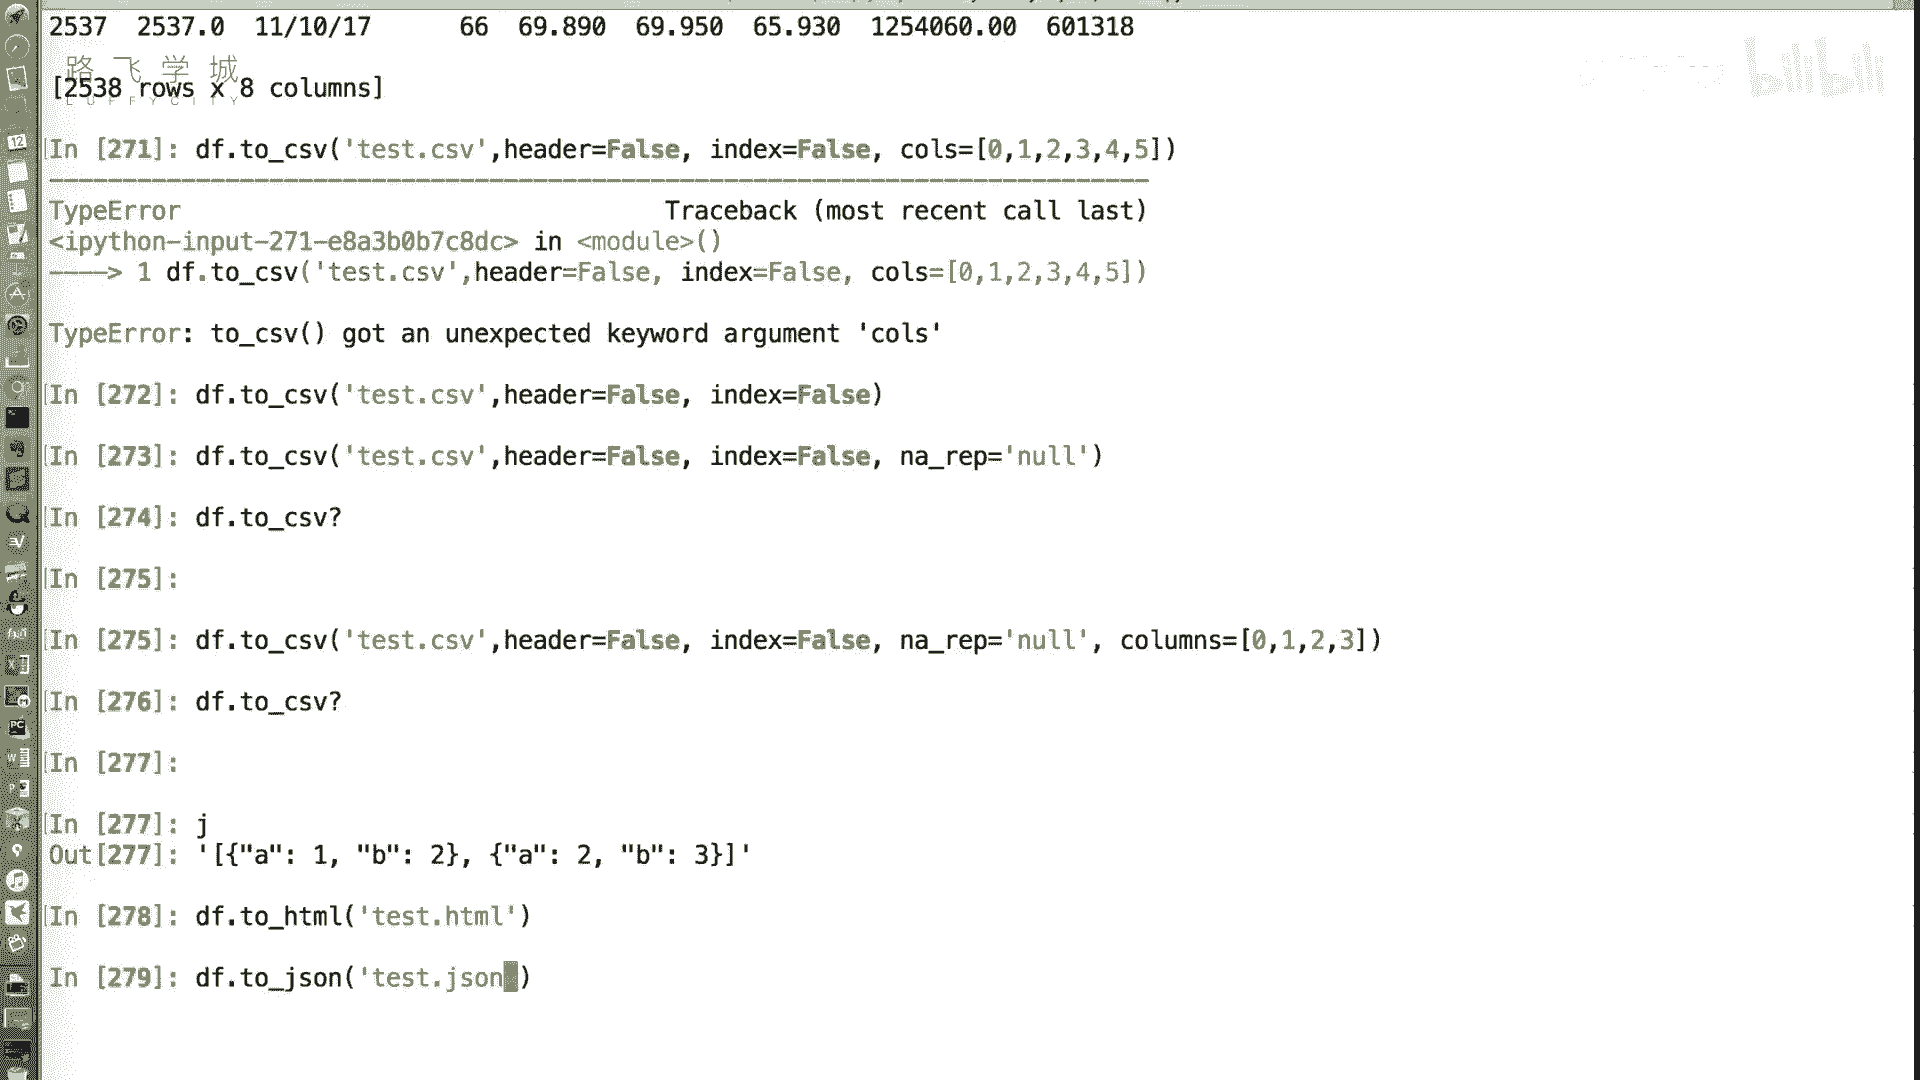 2537  2537.0  11/10/17      66  69.890  69.950  65.930  1254060.00  601318
路飞学城
LUFFYCITY
bilibili
[2538 rows x 8 columns]
In [271]: df.to_csv('test.csv',header=False, index=False, cols=[0,1,2,3,4,5])
TypeError                                 Traceback (most recent call last)
<ipython-input-271-e8a3b0b7c8dc> in <module>()
----> 1 df.to_csv('test.csv',header=False, index=False, cols=[0,1,2,3,4,5])
TypeError: to_csv() got an unexpected keyword argument 'cols'
In [272]: df.to_csv('test.csv',header=False, index=False)
In [273]: df.to_csv('test.csv',header=False, index=False, na_rep='null')
In [274]: df.to_csv?
In [275]:
In [275]: df.to_csv('test.csv',header=False, index=False, na_rep='null', columns=[0,1,2,3])
In [276]: df.to_csv?
In [277]:
In [277]: j
Out[277]: '[{"a": 1, "b": 2}, {"a": 2, "b": 3}]'
In [278]: df.to_html('test.html')
In [279]: df.to_json('test.json')